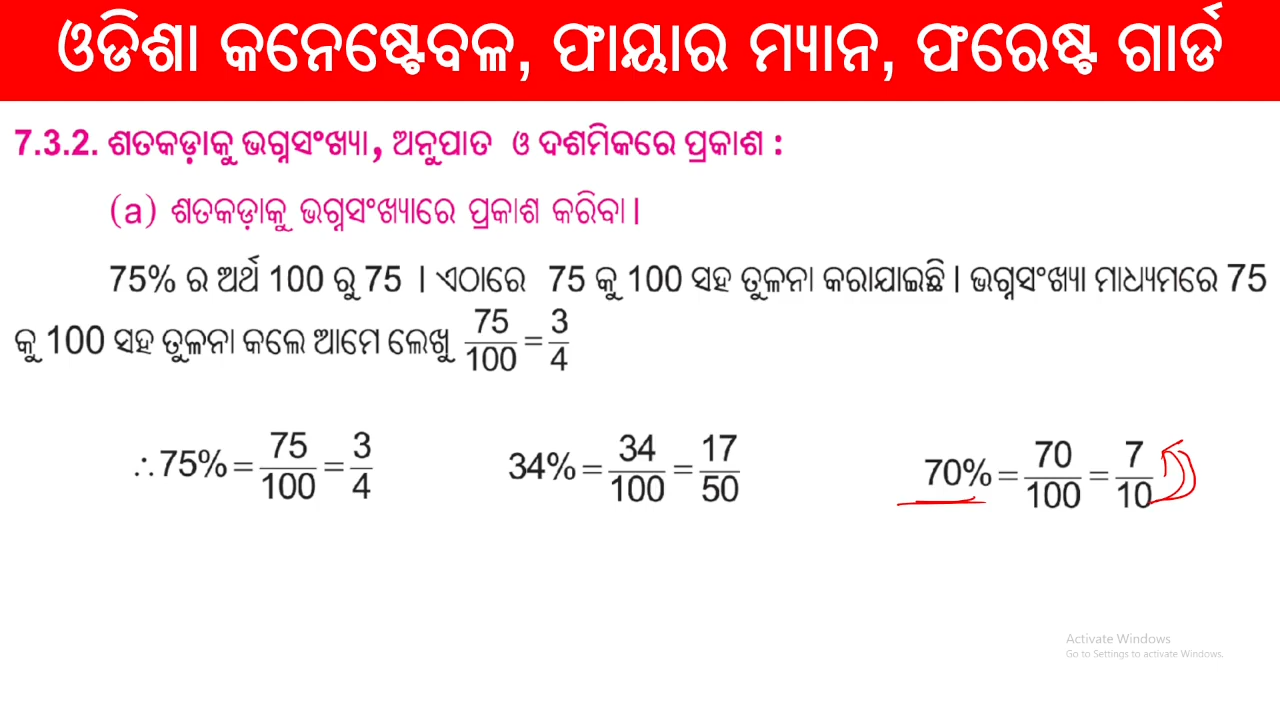 ଓଡିଶା କନେଷ୍ଟେବଳ, ଫାୟାର ମ୍ୟାନ, ଫରେଷ୍ଟ ଗାର୍ଡ
7.3.2. ଶତକଡ଼ାକୁ ଭଗ୍ନସଂଖ୍ୟା, ଅନୁପାତ ଓ ଦଶମିକରେ ପ୍ରକାଶ :
(a) ଶତକଡ଼ାକୁ ଭଗ୍ନସଂଖ୍ୟାରେ ପ୍ରକାଶ କରିବା।
75% ର ଅର୍ଥ 100 ରୁ 75 । ଏଠାରେ 75 କୁ 100 ସହ ତୁଳନା କରାଯାଇଛି। ଭଗ୍ନସଂଖ୍ୟା ମାଧ୍ୟମରେ 75
କୁ 100 ସହ ତୁଳନା କଲେ ଆମେ ଲେଖୁ 75/100 = 3/4
∴75% = 75/100 = 3/4 34% = 34/100 = 17/50 70% = 70/100 = 7/10
Activate Windows
Go to Settings to activate Windows.